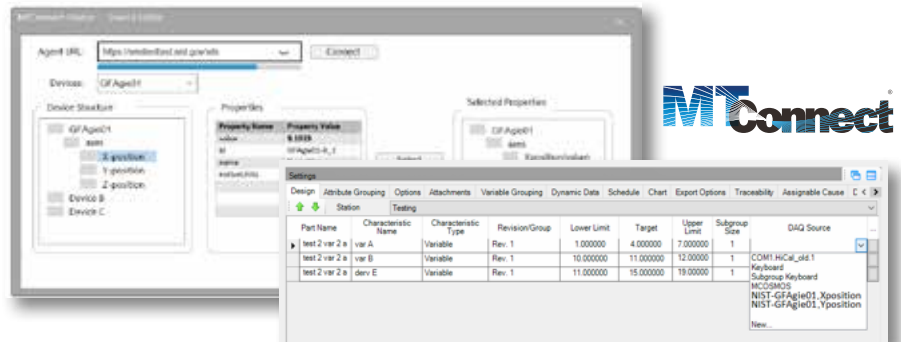 Agent URL:
Connect
Devices:
GFAgie01
Device Structure
Properties
Selected Properties
GFAgie01
axes
X-position
Y-position
Z-position
Device B
Device C
Property Name Property Value
value
id
name
GFAgie01
axes
MTConnect
®
Settings
Design Attribute Grouping Options Attachments Variable Grouping Dynamic Data Schedule Chart Export Options Traceability Assignable Cause
Station Testing
Part Name Characteristic Name Characteristic Type Revision/Group Lower Limit Target Upper Limit Subgroup Size DAQ Source ...
test 2 var 2 a var A Variable Rev. 1 1.000000 4.000000 7.000000 1
test 2 var 2 a var B Variable Rev. 1 10.000000 11.000000 12.00000 1
test 2 var 2 a derv E Variable Rev. 1 11.000000 15.000000 19.00000 1
COM1.HiCal_old.1
Keyboard
Subgroup Keyboard
MCOSMOS
NIST-GFAgie01,Xposition
NIST-GFAgie01,Yposition
New...